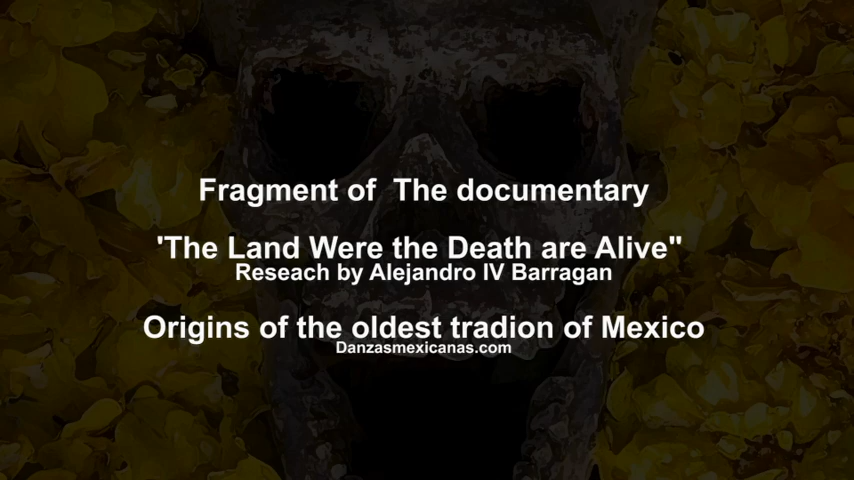 Fragment of The documentary
'The Land Were the Death are Alive"
Reseach by Alejandro IV Barragan
Origins of the oldest tradion of Mexico
Danzasmexicanas.com